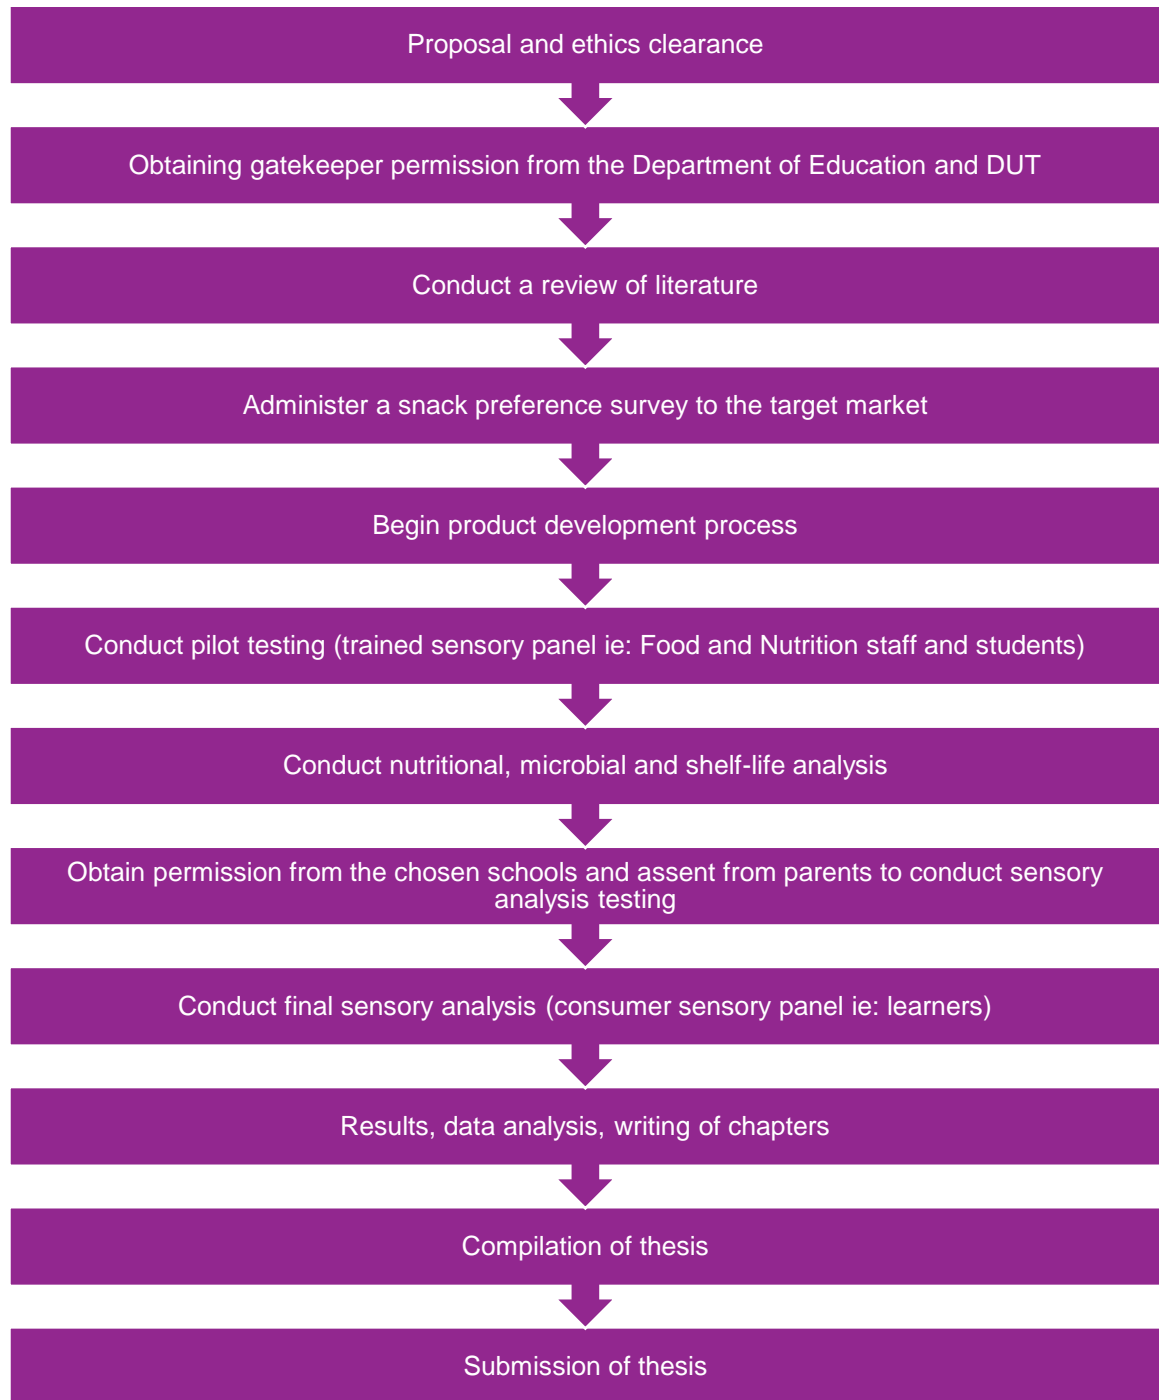 Proposal and ethics clearance
Obtaining gatekeeper permission from the Department of Education and DUT
Conduct a review of literature
Administer a snack preference survey to the target market
Begin product development process
Conduct pilot testing (trained sensory panel ie: Food and Nutrition staff and students)
Conduct nutritional, microbial and shelf-life analysis
Obtain permission from the chosen schools and assent from parents to conduct sensory
analysis testing
Conduct final sensory analysis (consumer sensory panel ie: learners)
Results, data analysis, writing of chapters
Compilation of thesis
Submission of thesis